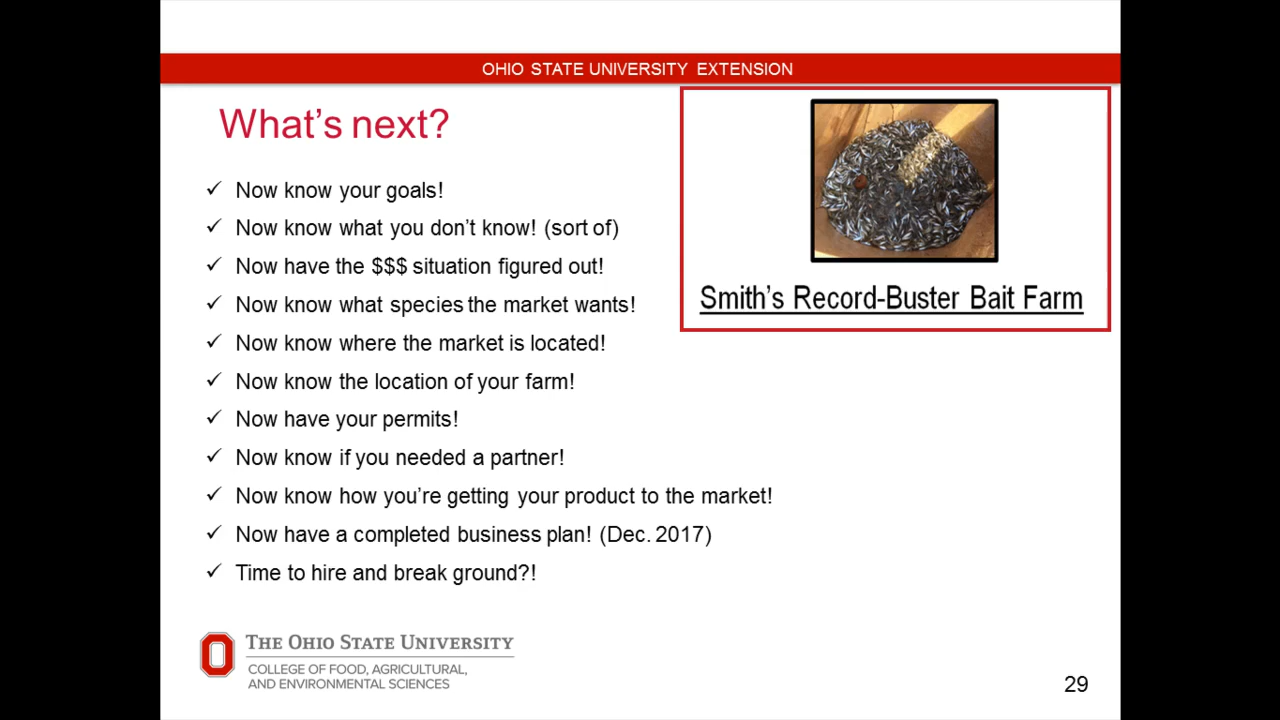 OHIO STATE UNIVERSITY EXTENSION
What's next?
Smith's Record-Buster Bait Farm
✓ Now know your goals!
✓ Now know what you don't know! (sort of)
✓ Now have the $$$ situation figured out!
✓ Now know what species the market wants!
✓ Now know where the market is located!
✓ Now know the location of your farm!
✓ Now have your permits!
✓ Now know if you needed a partner!
✓ Now know how you're getting your product to the market!
✓ Now have a completed business plan! (Dec. 2017)
✓ Time to hire and break ground?!
THE OHIO STATE UNIVERSITY
COLLEGE OF FOOD, AGRICULTURAL,
AND ENVIRONMENTAL SCIENCES
29